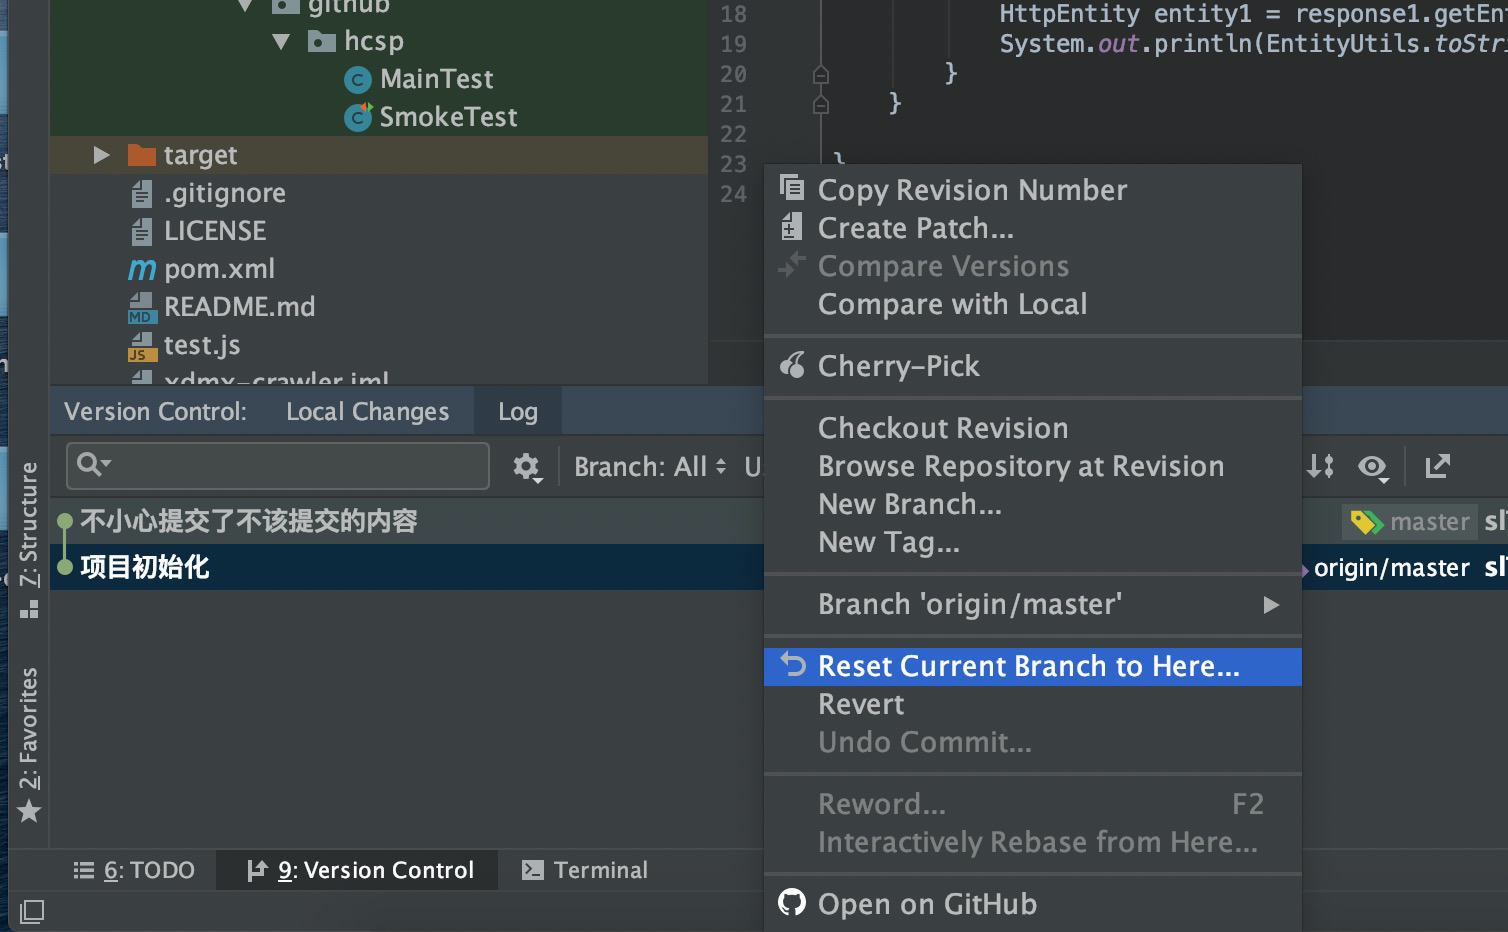 github
hcsp
MainTest
SmokeTest
target
.gitignore
LICENSE
pom.xml
README.md
test.js
xdmx-crawler.iml
18 HttpEntity entity1 = response1.getEnt
19 System.out.println(EntityUtils.toStri
20 }
21 }
22
23 }
24
Copy Revision Number
Create Patch...
Compare Versions
Compare with Local
Cherry-Pick
Checkout Revision
Browse Repository at Revision
New Branch...
New Tag...
Branch 'origin/master'
Reset Current Branch to Here...
Revert
Undo Commit...
Reword... F2
Interactively Rebase from Here...
Open on GitHub
Version Control: Local Changes Log
Branch: All U
不小心提交了不该提交的内容 master sl
项目初始化 origin/master sl
7: Structure
2: Favorites
6: TODO 9: Version Control Terminal